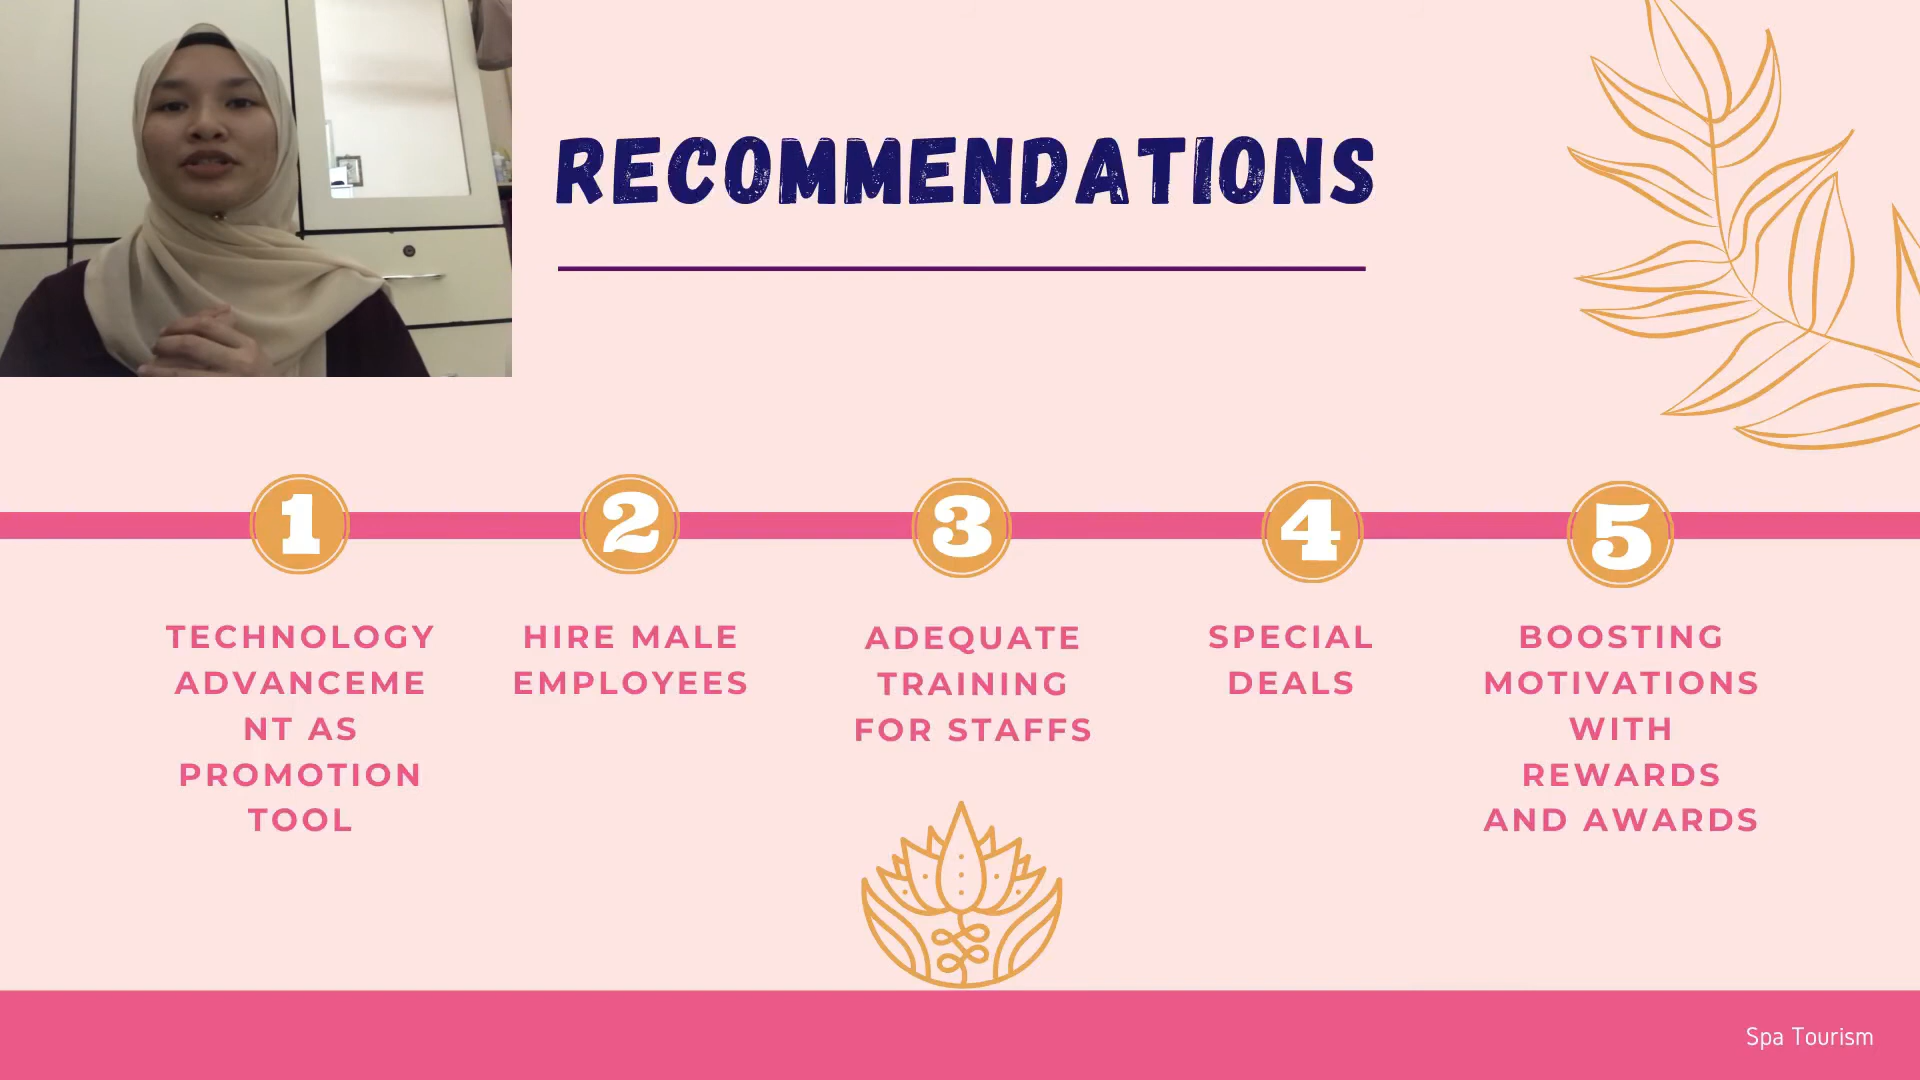 RECOMMENDATIONS
1
TECHNOLOGY
ADVANCEME
NT AS
PROMOTION
TOOL
2
HIRE MALE
EMPLOYEES
3
ADEQUATE
TRAINING
FOR STAFFS
4
SPECIAL
DEALS
5
BOOSTING
MOTIVATIONS
WITH
REWARDS
AND AWARDS
Spa Tourism